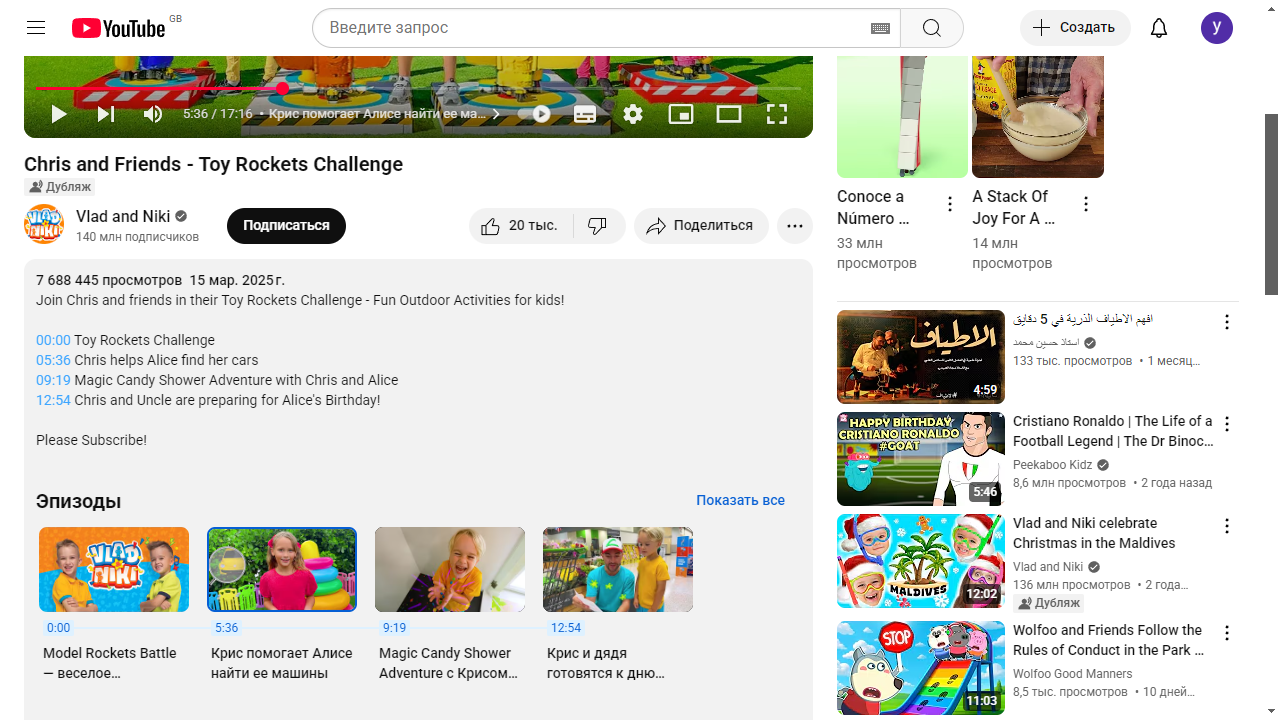 YouTube GB
Введите запрос
Создать
y
5:36 / 17:16 • Крис помогает Алисе найти ее ма...
Chris and Friends - Toy Rockets Challenge
Дубляж
Vlad and Niki
140 млн подписчиков
Подписаться
20 тыс.
Поделиться
7 688 445 просмотров 15 мар. 2025 г.
Join Chris and friends in their Toy Rockets Challenge - Fun Outdoor Activities for kids!
00:00 Toy Rockets Challenge
05:36 Chris helps Alice find her cars
09:19 Magic Candy Shower Adventure with Chris and Alice
12:54 Chris and Uncle are preparing for Alice's Birthday!
Please Subscribe!
Эпизоды
Показать все
VLAD
NIKI
0:00
Model Rockets Battle
— веселое...
5:36
Крис помогает Алисе
найти ее машины
9:19
Magic Candy Shower
Adventure с Крисом...
12:54
Крис и дядя
готовятся к дню...
Conoce a
Número ...
33 млн
просмотров
A Stack Of
Joy For A ...
14 млн
просмотров
الاطياف
4:59
افهم الاطياف الذرية في 5 دقايق
استاذ حسين محمد
133 тыс. просмотров • 1 месяц...
HAPPY BIRTHDAY
CRISTIANO RONALDO
#GOAT
5:46
Cristiano Ronaldo | The Life of a
Football Legend | The Dr Binoc...
Peekaboo Kidz
8,6 млн просмотров • 2 года назад
MALDIVES
12:02
Vlad and Niki celebrate
Christmas in the Maldives
Vlad and Niki
136 млн просмотров • 2 года...
Дубляж
STOP
11:03
Wolfoo and Friends Follow the
Rules of Conduct in the Park ...
Wolfoo Good Manners
8,5 тыс. просмотров • 10 дней...